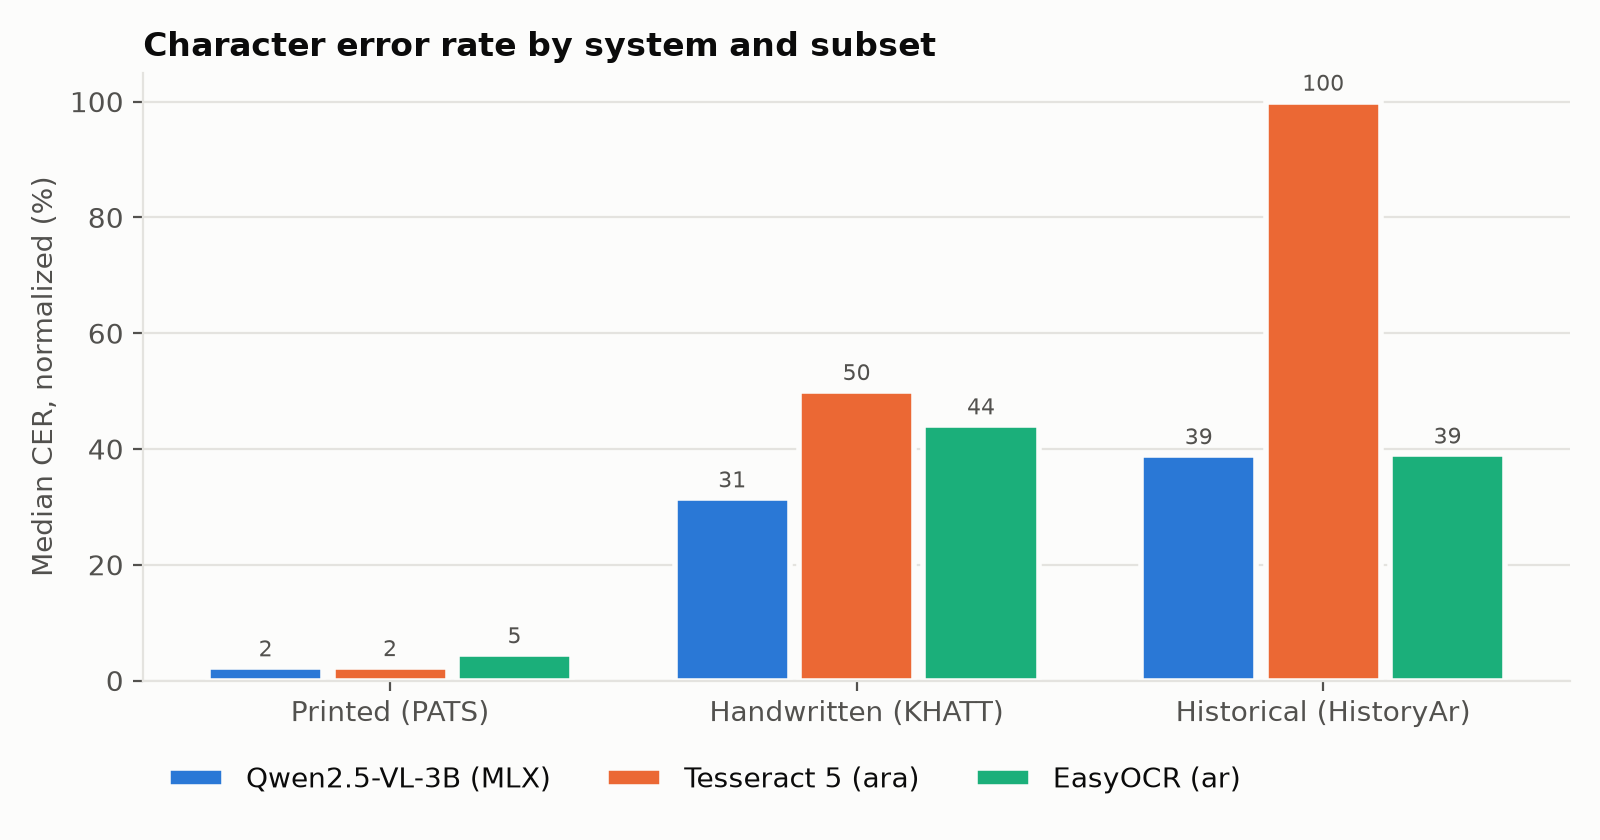 Character error rate by system and subset
Median CER, normalized (%)
100
80
60
40
20
0
2
2
5
31
50
44
39
100
39
Printed (PATS)
Handwritten (KHATT)
Historical (HistoryAr)
Qwen2.5-VL-3B (MLX)
Tesseract 5 (ara)
EasyOCR (ar)